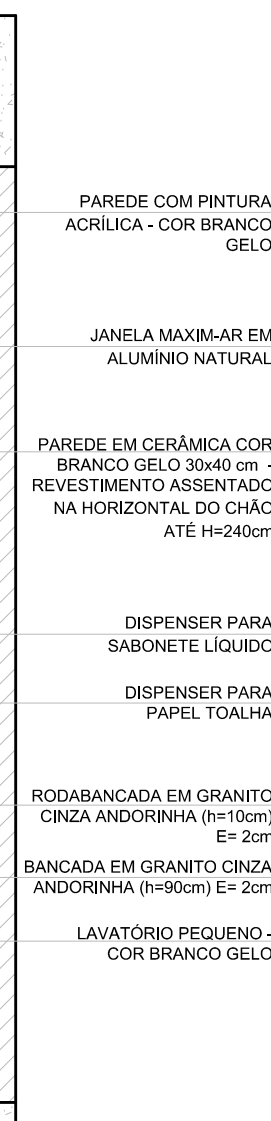 PAREDE COM PINTURA
ACRÍLICA - COR BRANCO
GELO
JANELA MAXIM-AR EM
ALUMÍNIO NATURAL
PAREDE EM CERÂMICA COR
BRANCO GELO 30x40 cm -
REVESTIMENTO ASSENTADO
NA HORIZONTAL DO CHÃO
ATÉ H=240cm
DISPENSER PARA
SABONETE LÍQUIDO
DISPENSER PARA
PAPEL TOALHA
RODABANCADA EM GRANITO
CINZA ANDORINHA (h=10cm)
E= 2cm
BANCADA EM GRANITO CINZA
ANDORINHA (h=90cm) E= 2cm
LAVATÓRIO PEQUENO -
COR BRANCO GELO